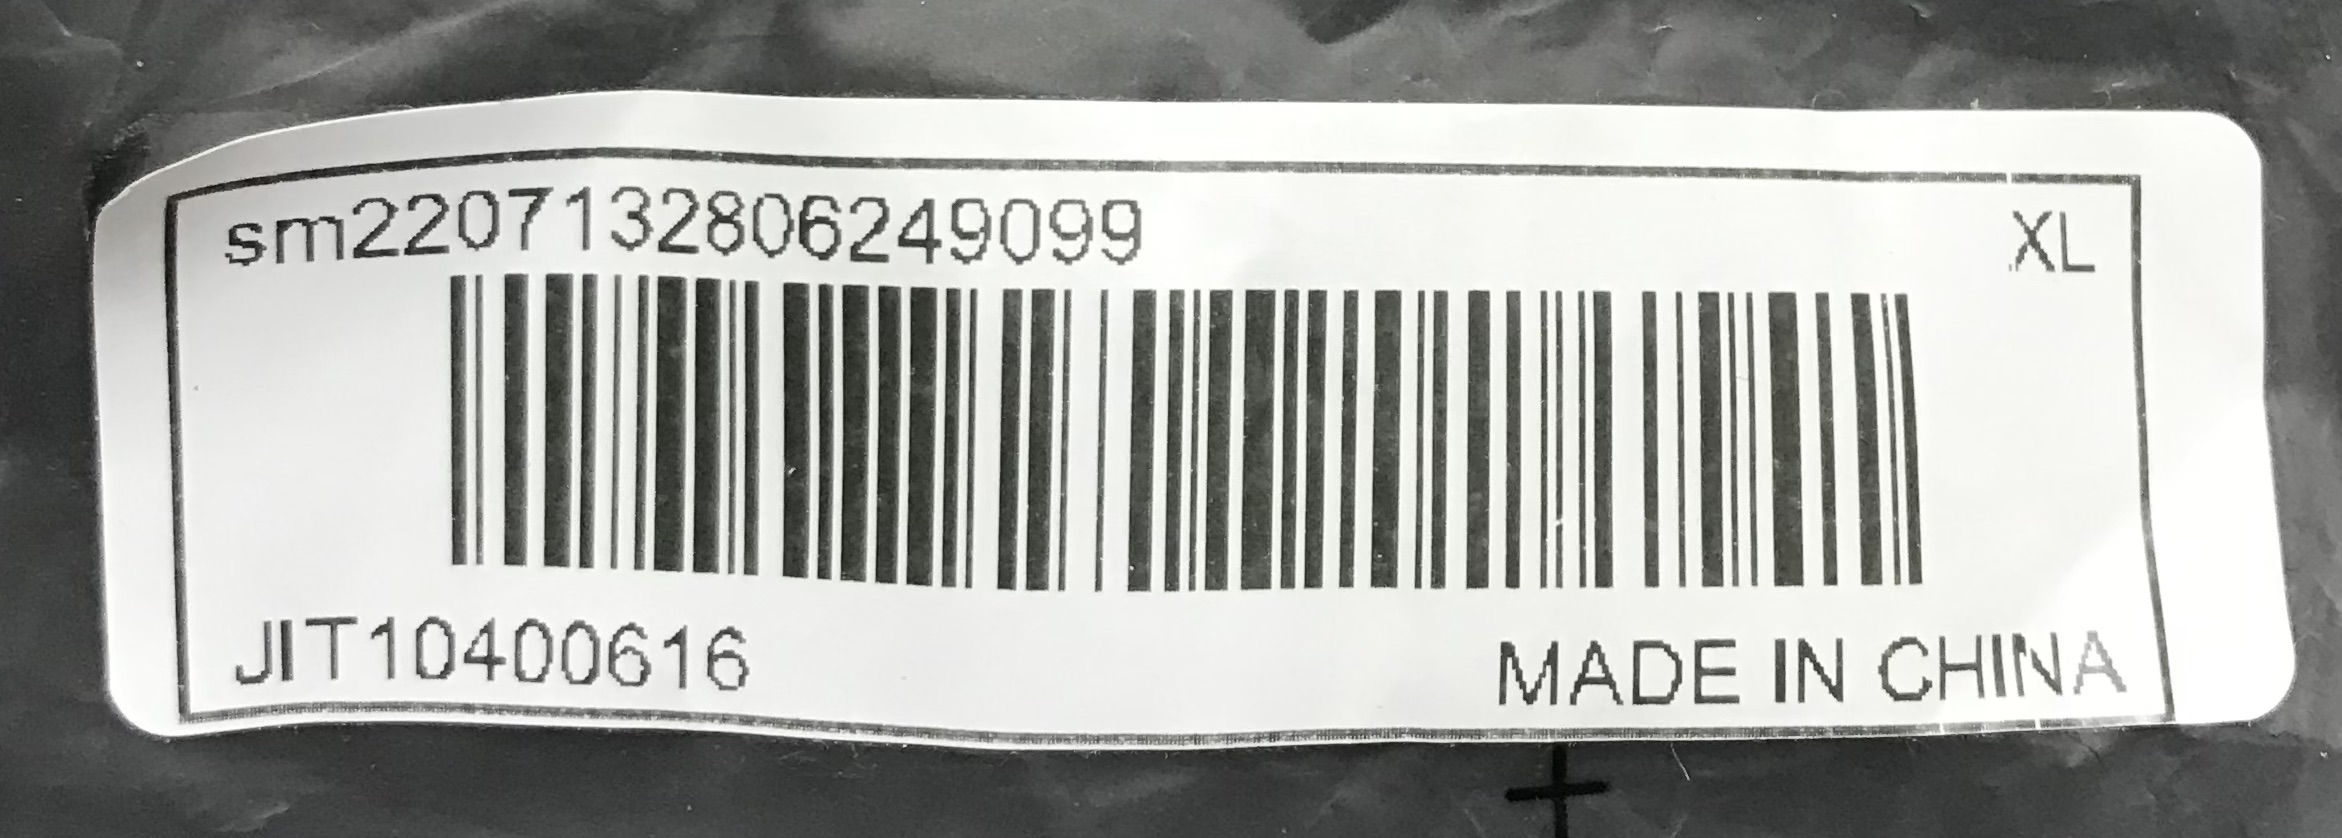 sm2207132806249099 XL
JIT10400616 MADE IN CHINA